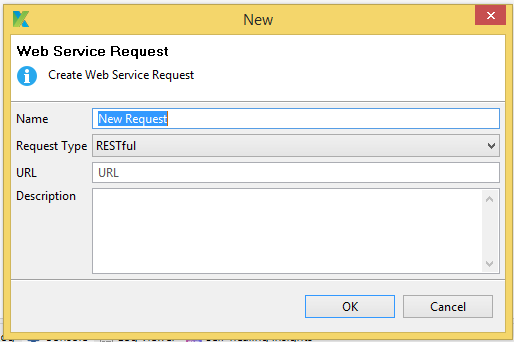 New
Web Service Request
Create Web Service Request
Name New Request
Request Type RESTful
URL URL
Description
OK Cancel